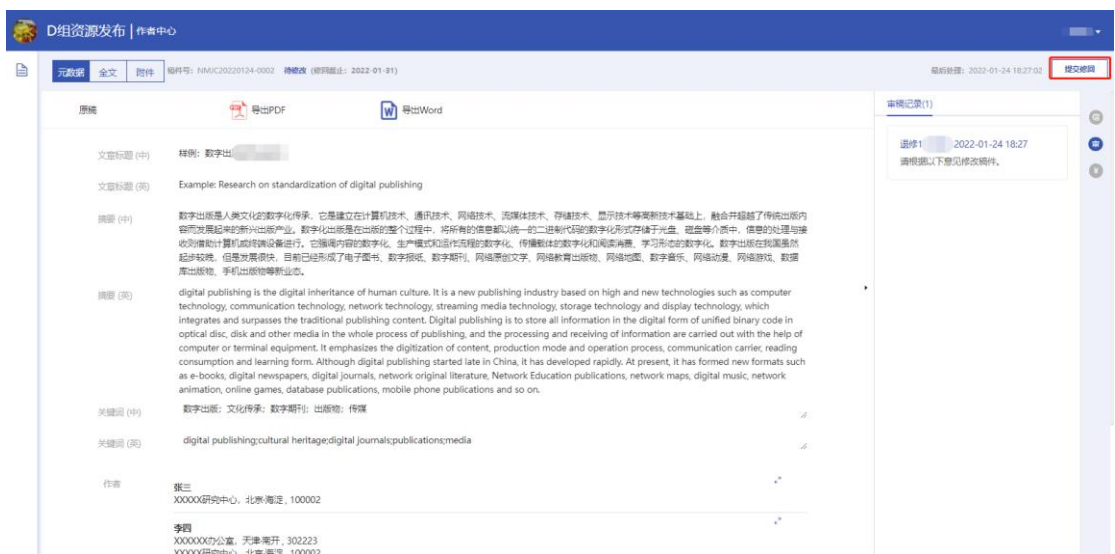 D组资源发布 | 作者中心
元数据 全文 附件 稿件号: NMJC20220124-0002 待修改 (修回截止: 2022-01-31) 最后处理: 2022-01-24 18:27:02 提交修回
原稿 导出PDF 导出Word 审稿记录(1)
退修1 2022-01-24 18:27
请根据以下意见修改稿件。
文章标题 (中) 样例: 数字出
文章标题 (英) Example: Research on standardization of digital publishing
摘要 (中) 数字出版是人类文化的数字化传承，它是建立在计算机技术、通讯技术、网络技术、流媒体技术、存储技术、显示技术等高新技术基础上，融合并超越了传统出版内
容而发展起来的新兴出版产业。数字化出版是在出版的整个过程中，将所有的信息都以统一的二进制代码的数字化形式存储于光盘、磁盘等介质中，信息的处理与接
收则借助计算机或终端设备进行。它强调内容的数字化、生产模式和运作流程的数字化、传播载体的数字化和阅读消费、学习形态的数字化。数字出版在我国虽然
起步较晚，但是发展很快，目前已经形成了电子图书、数字报纸、数字期刊、网络原创文学、网络教育出版物、网络地图、数字音乐、网络动漫、网络游戏、数据
库出版物、手机出版物等新业态。
摘要 (英) digital publishing is the digital inheritance of human culture. It is a new publishing industry based on high and new technologies such as computer
technology, communication technology, network technology, streaming media technology, storage technology and display technology, which
integrates and surpasses the traditional publishing content. Digital publishing is to store all information in the digital form of unified binary code in
optical disc, disk and other media in the whole process of publishing, and the processing and receiving of information are carried out with the help of
computer or terminal equipment. It emphasizes the digitization of content, production mode and operation process, communication carrier, reading
consumption and learning form. Although digital publishing started late in China, it has developed rapidly. At present, it has formed new formats such
as e-books, digital newspapers, digital journals, network original literature, Network Education publications, network maps, digital music, network
animation, online games, database publications, mobile phone publications and so on.
关键词 (中) 数字出版; 文化传承; 数字期刊; 出版物; 传媒
关键词 (英) digital publishing;cultural heritage;digital journals;publications;media
作者 张三
XXXXX研究中心, 北京·海淀, 100002
李四
XXXXXX办公室, 天津·南开, 302223
XXXXX研究中心, 北京·海淀, 100002